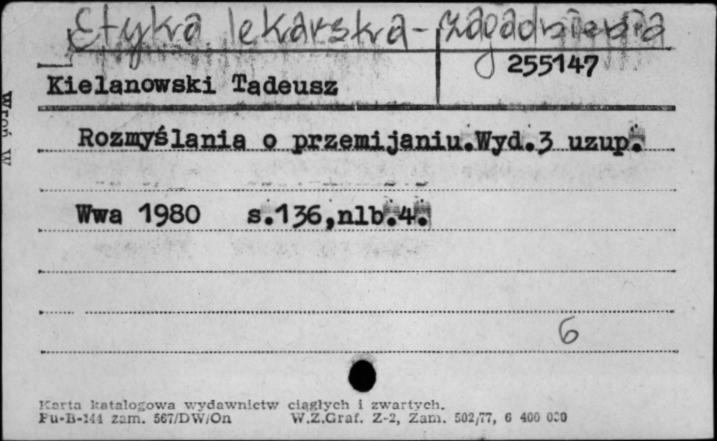 Etyka lekarska - zagadnienia
255147
Kielanowski Tadeusz
Rozmyślania o przemijaniu.Wyd.3 uzup.
Wwa 1980 s.136,nlb.4.
6
Karta katalogowa wydawnictw ciągłych i zwartych.
Pu-B-144 zam. 567/DW/On W.Z.Graf. Z-2, Zam. 502/77, 6 400 000